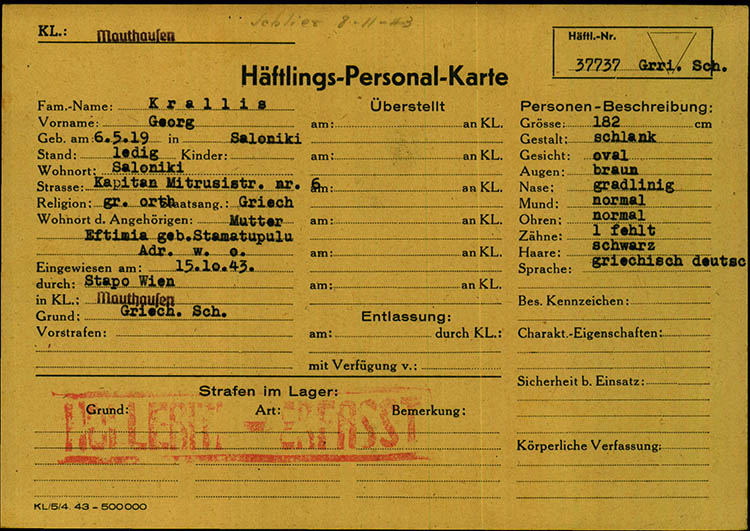 Schlier 8-11-43
KL.: Mauthausen
Häftl.-Nr.
37737 Grri. Sch.
Häftlings-Personal-Karte
Fam.-Name: Krallis
Vorname: Georg
Geb. am: 6.5.19 in Saloniki
Stand: ledig Kinder:
Wohnort: Saloniki
Strasse: Kapitan Mitrusistr. nr. 6
Religion: gr. orth Staatsang.: Griech
Wohnort d. Angehörigen: Mutter
Eftimia geb.Stamatupulu
Adr. w. o.
Eingewiesen am: 15.10.43.
durch: Stapo Wien
in KL.: Mauthausen
Grund: Griech. Sch.
Vorstrafen:
Überstellt
am: an KL.
am: an KL.
am: an KL.
am: an KL.
am: an KL.
am: an KL.
Entlassung:
am: durch KL.:
mit Verfügung v.:
Personen-Beschreibung:
Grösse: 182 cm
Gestalt: schlank
Gesicht: oval
Augen: braun
Nase: gradlinig
Mund: normal
Ohren: normal
Zähne: 1 fehlt
Haare: schwarz
Sprache: griechisch deutsc
Bes. Kennzeichen:
Charakt.-Eigenschaften:
Sicherheit b. Einsatz:
Körperliche Verfassung:
Strafen im Lager:
Grund: Art: Bemerkung:
HOLLERITH - ERFASST
KL/5/4. 43 - 500000